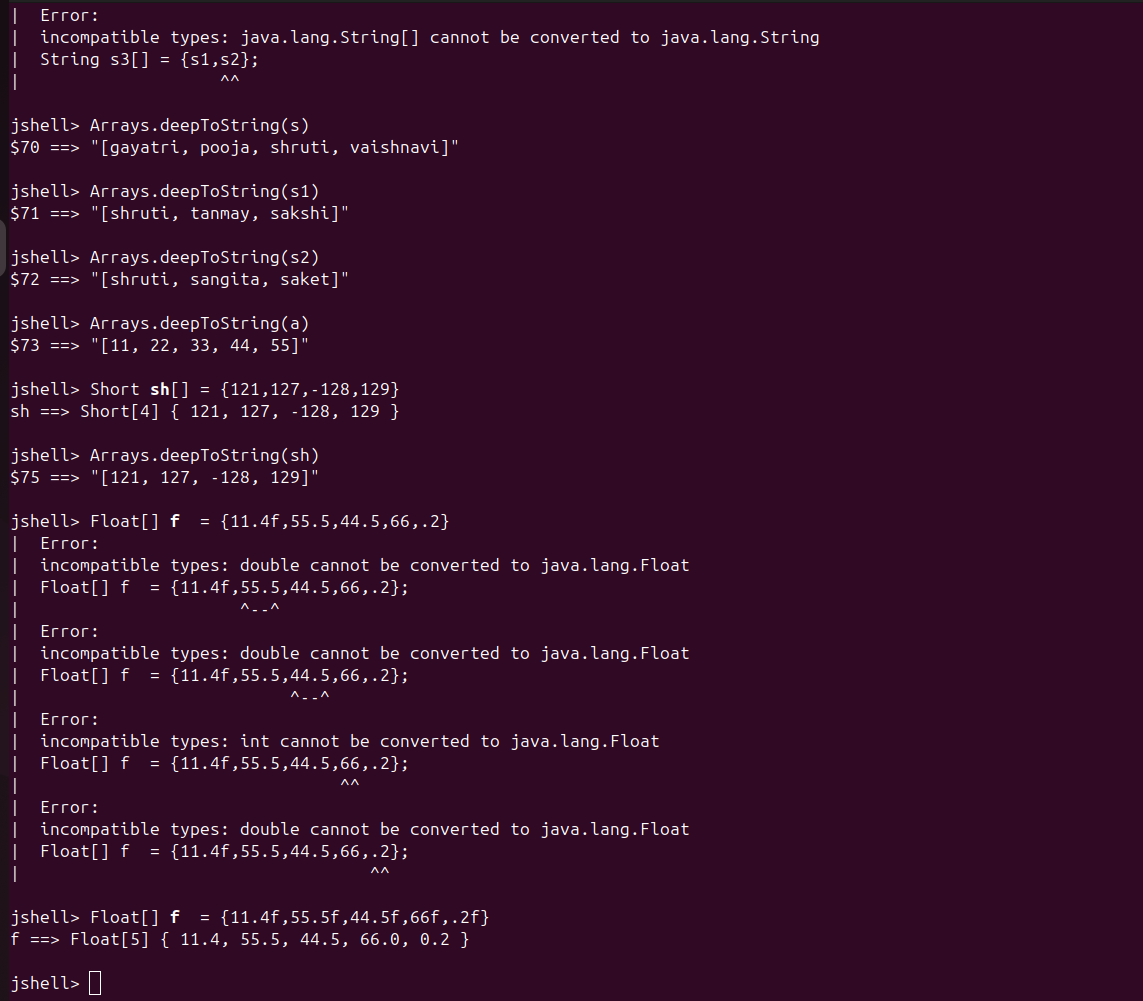 |  Error:
|  incompatible types: java.lang.String[] cannot be converted to java.lang.String
|  String s3[] = {s1,s2};
|                    ^^
jshell> Arrays.deepToString(s)
$70 ==> "[gayatri, pooja, shruti, vaishnavi]"
jshell> Arrays.deepToString(s1)
$71 ==> "[shruti, tanmay, sakshi]"
jshell> Arrays.deepToString(s2)
$72 ==> "[shruti, sangita, saket]"
jshell> Arrays.deepToString(a)
$73 ==> "[11, 22, 33, 44, 55]"
jshell> Short sh[] = {121,127,-128,129}
sh ==> Short[4] { 121, 127, -128, 129 }
jshell> Arrays.deepToString(sh)
$75 ==> "[121, 127, -128, 129]"
jshell> Float[] f  = {11.4f,55.5,44.5,66,.2}
|  Error:
|  incompatible types: double cannot be converted to java.lang.Float
|  Float[] f  = {11.4f,55.5,44.5,66,.2};
|                      ^--^
|  Error:
|  incompatible types: double cannot be converted to java.lang.Float
|  Float[] f  = {11.4f,55.5,44.5,66,.2};
|                           ^--^
|  Error:
|  incompatible types: int cannot be converted to java.lang.Float
|  Float[] f  = {11.4f,55.5,44.5,66,.2};
|                                ^^
|  Error:
|  incompatible types: double cannot be converted to java.lang.Float
|  Float[] f  = {11.4f,55.5,44.5,66,.2};
|                                   ^^
jshell> Float[] f  = {11.4f,55.5f,44.5f,66f,.2f}
f ==> Float[5] { 11.4, 55.5, 44.5, 66.0, 0.2 }
jshell>